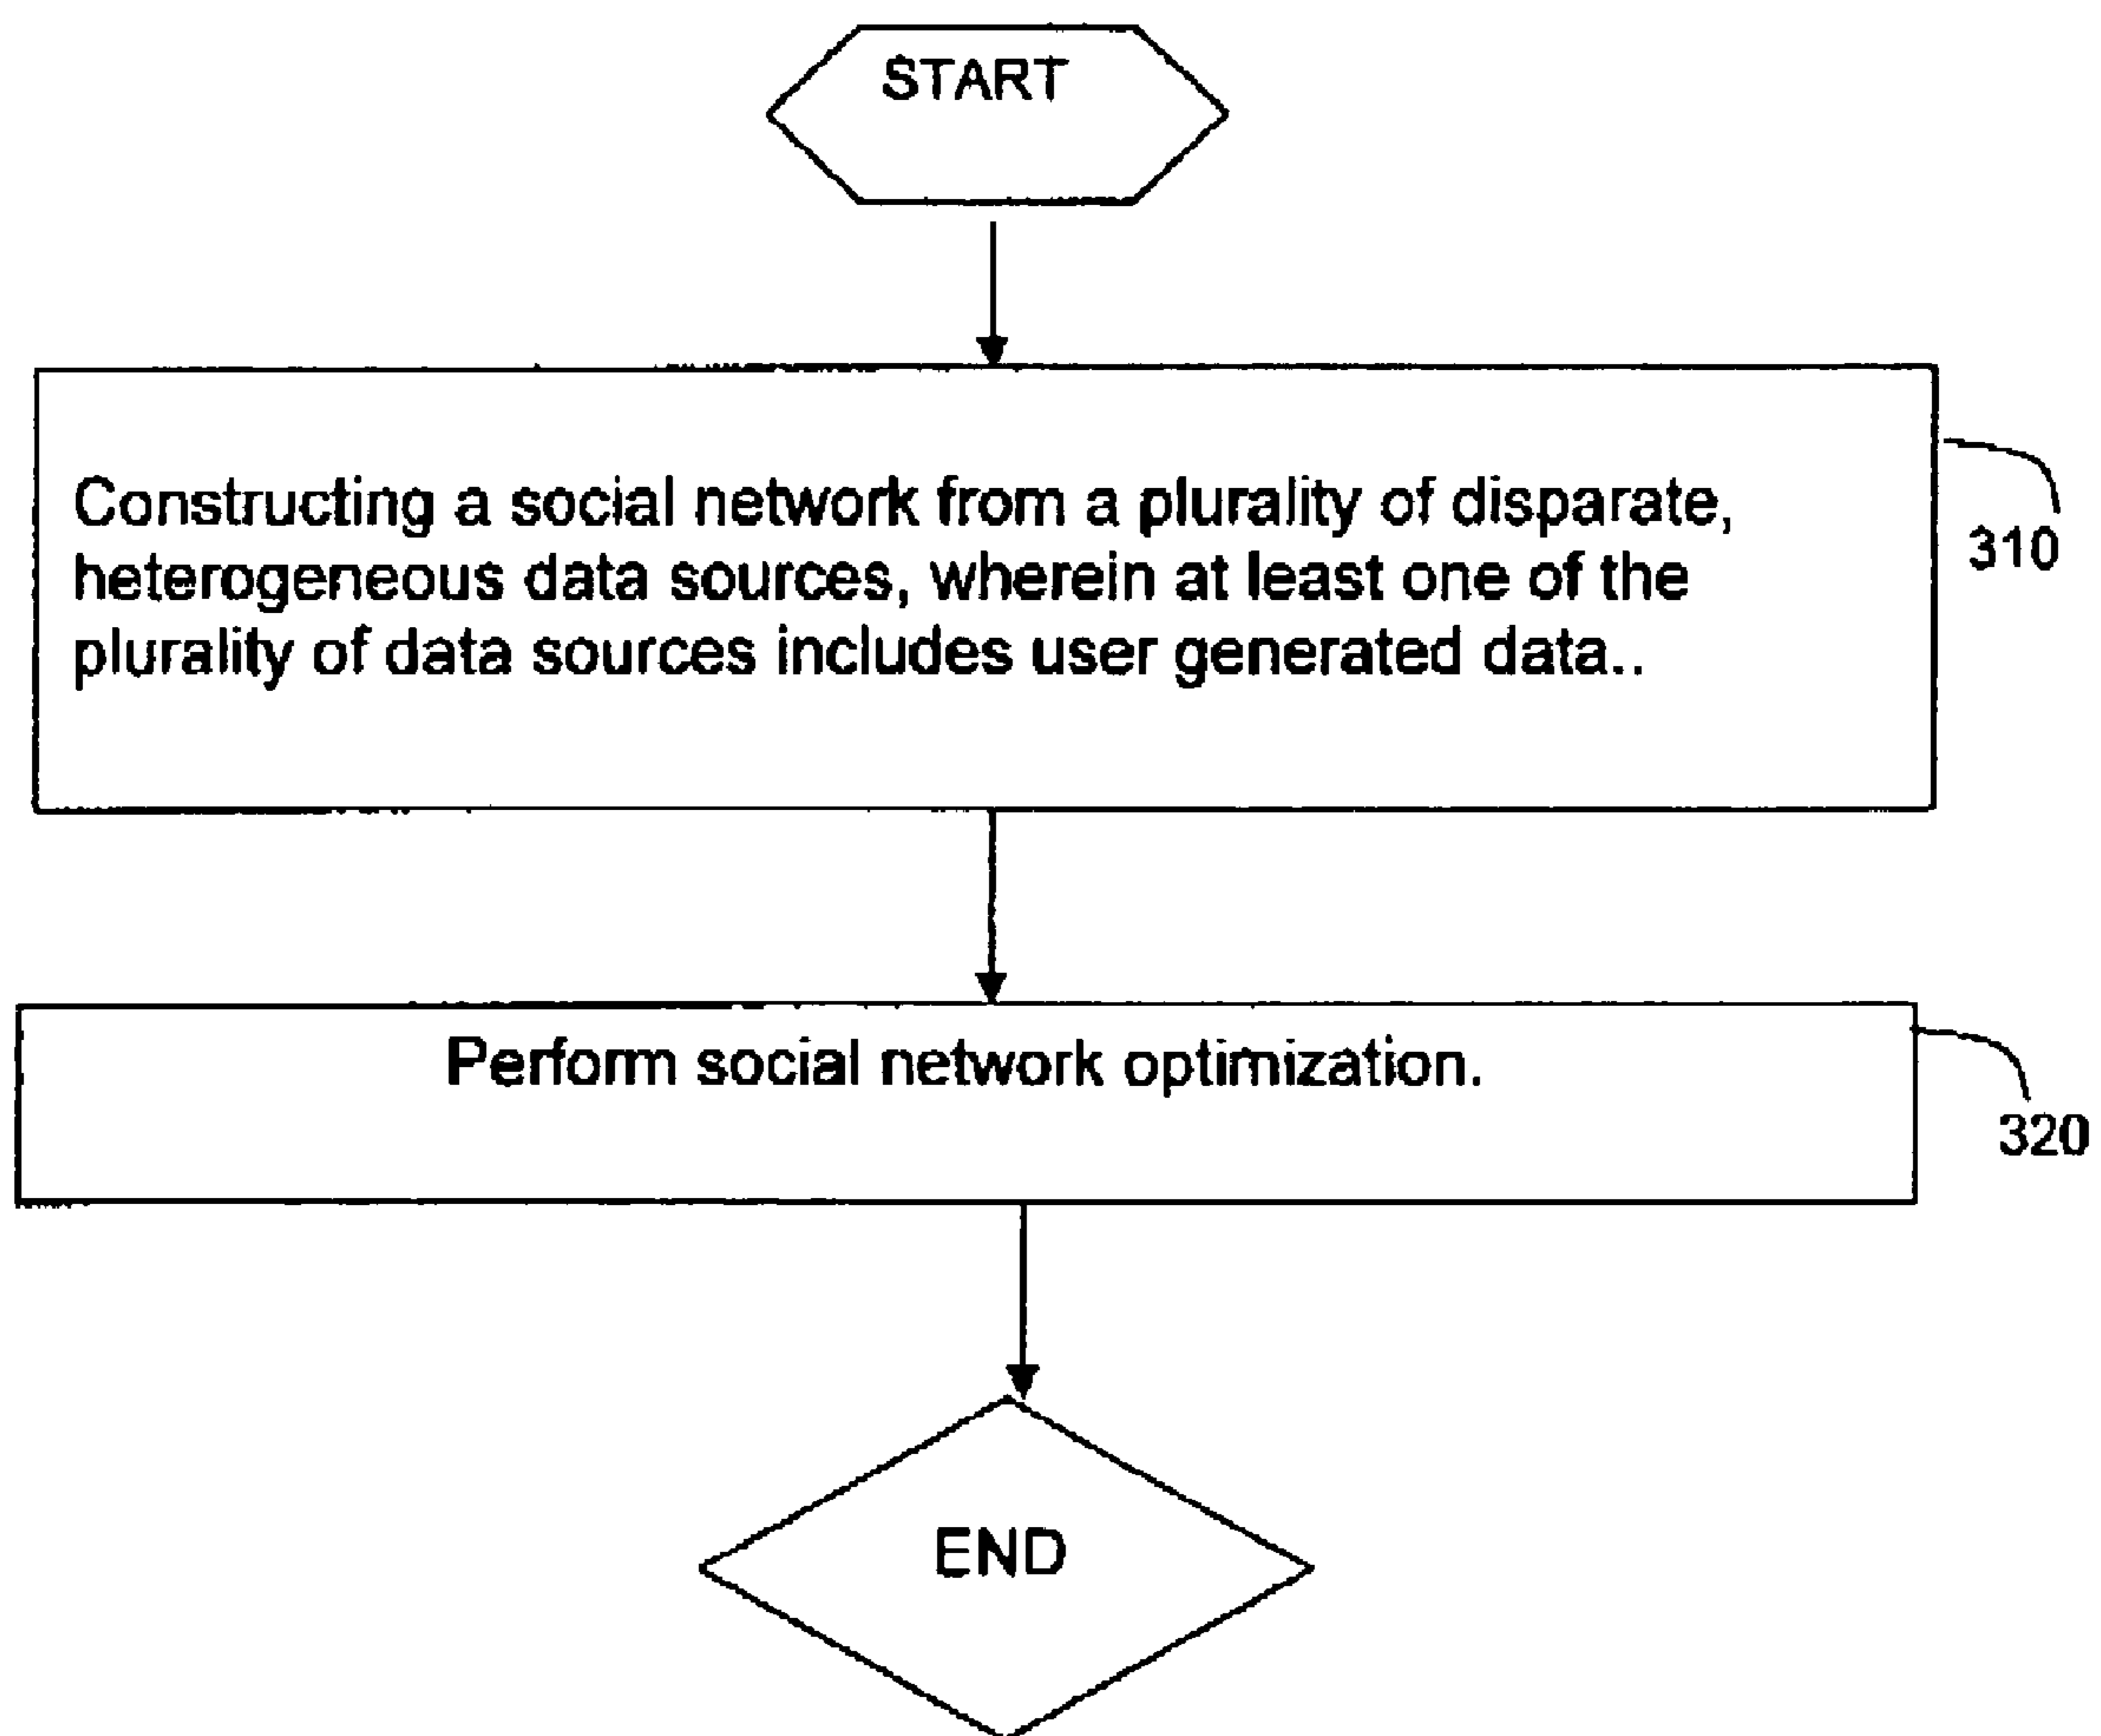 START
Constructing a social network from a plurality of disparate,
heterogeneous data sources, wherein at least one of the
plurality of data sources includes user generated data..
310
Perform social network optimization.
320
END